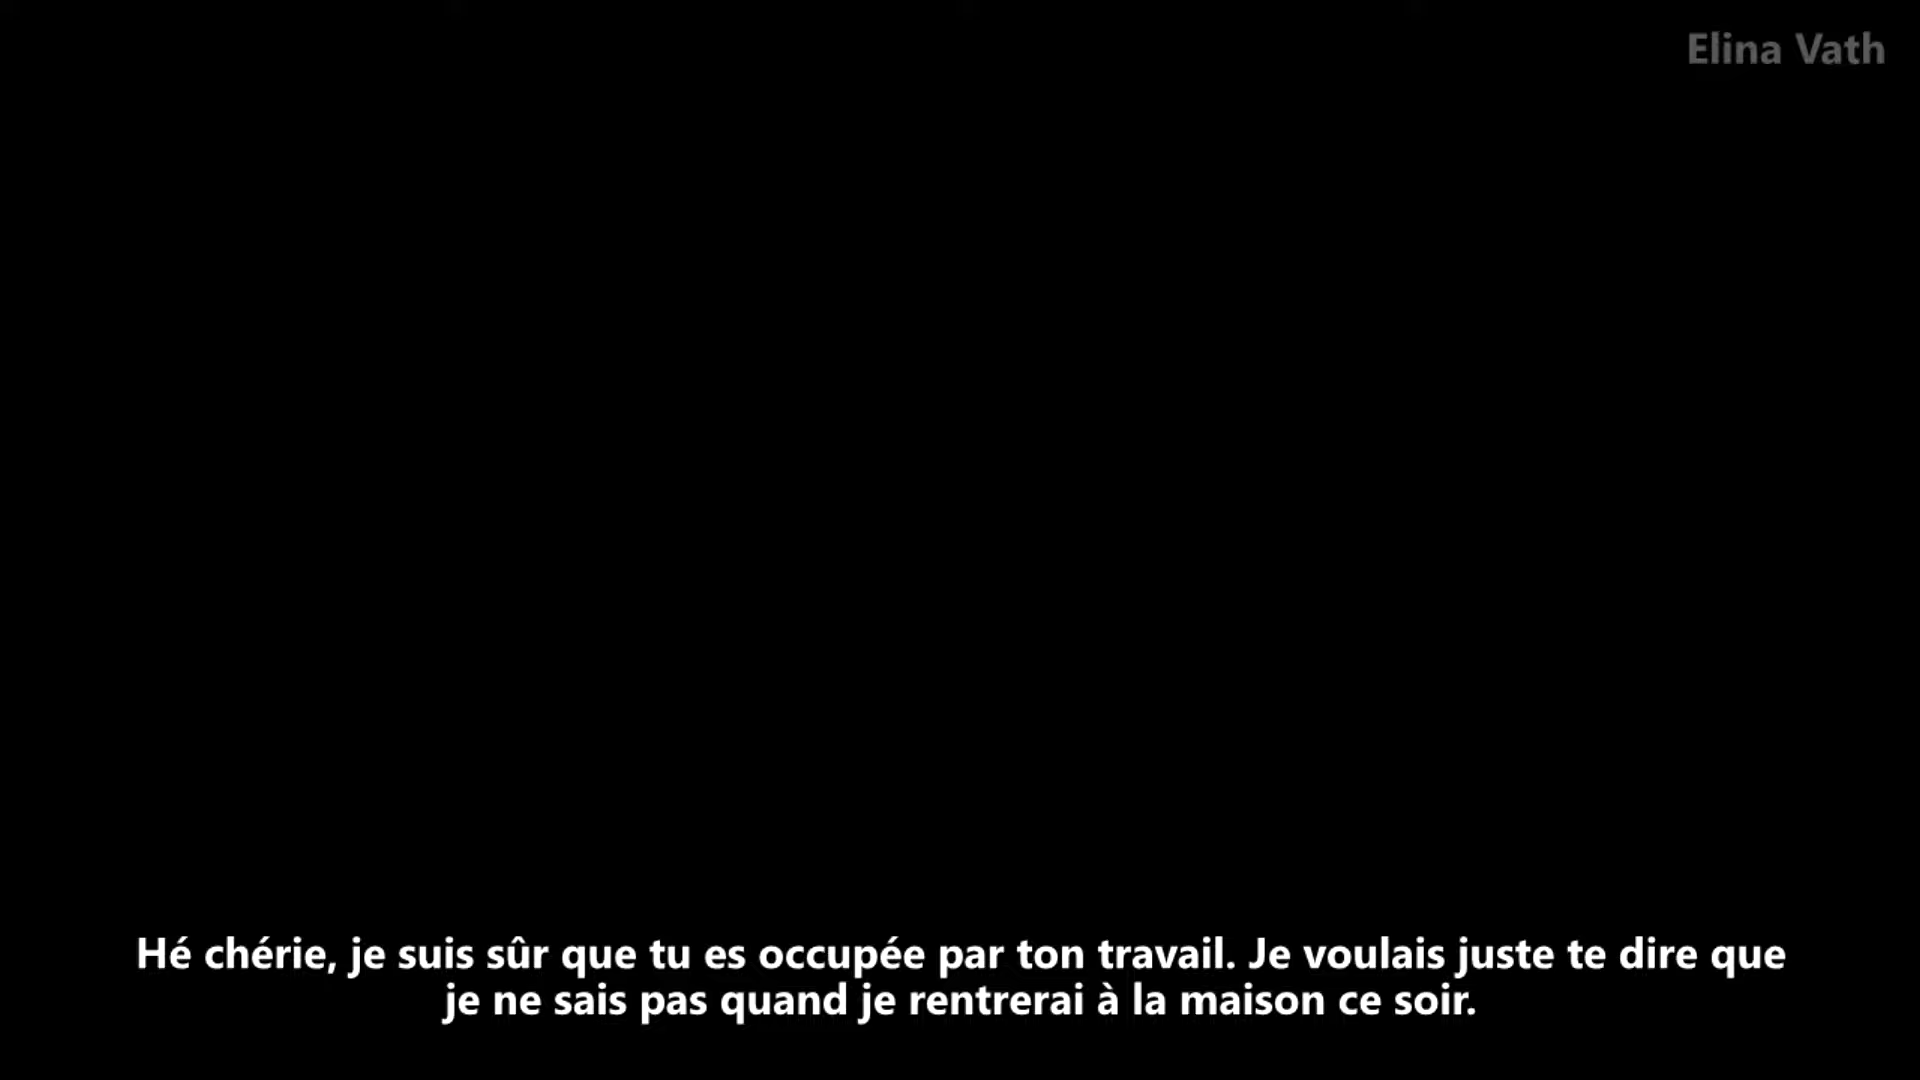 Elina Vath
Hé chérie, je suis sûr que tu es occupée par ton travail. Je voulais juste te dire que
je ne sais pas quand je rentrerai à la maison ce soir.